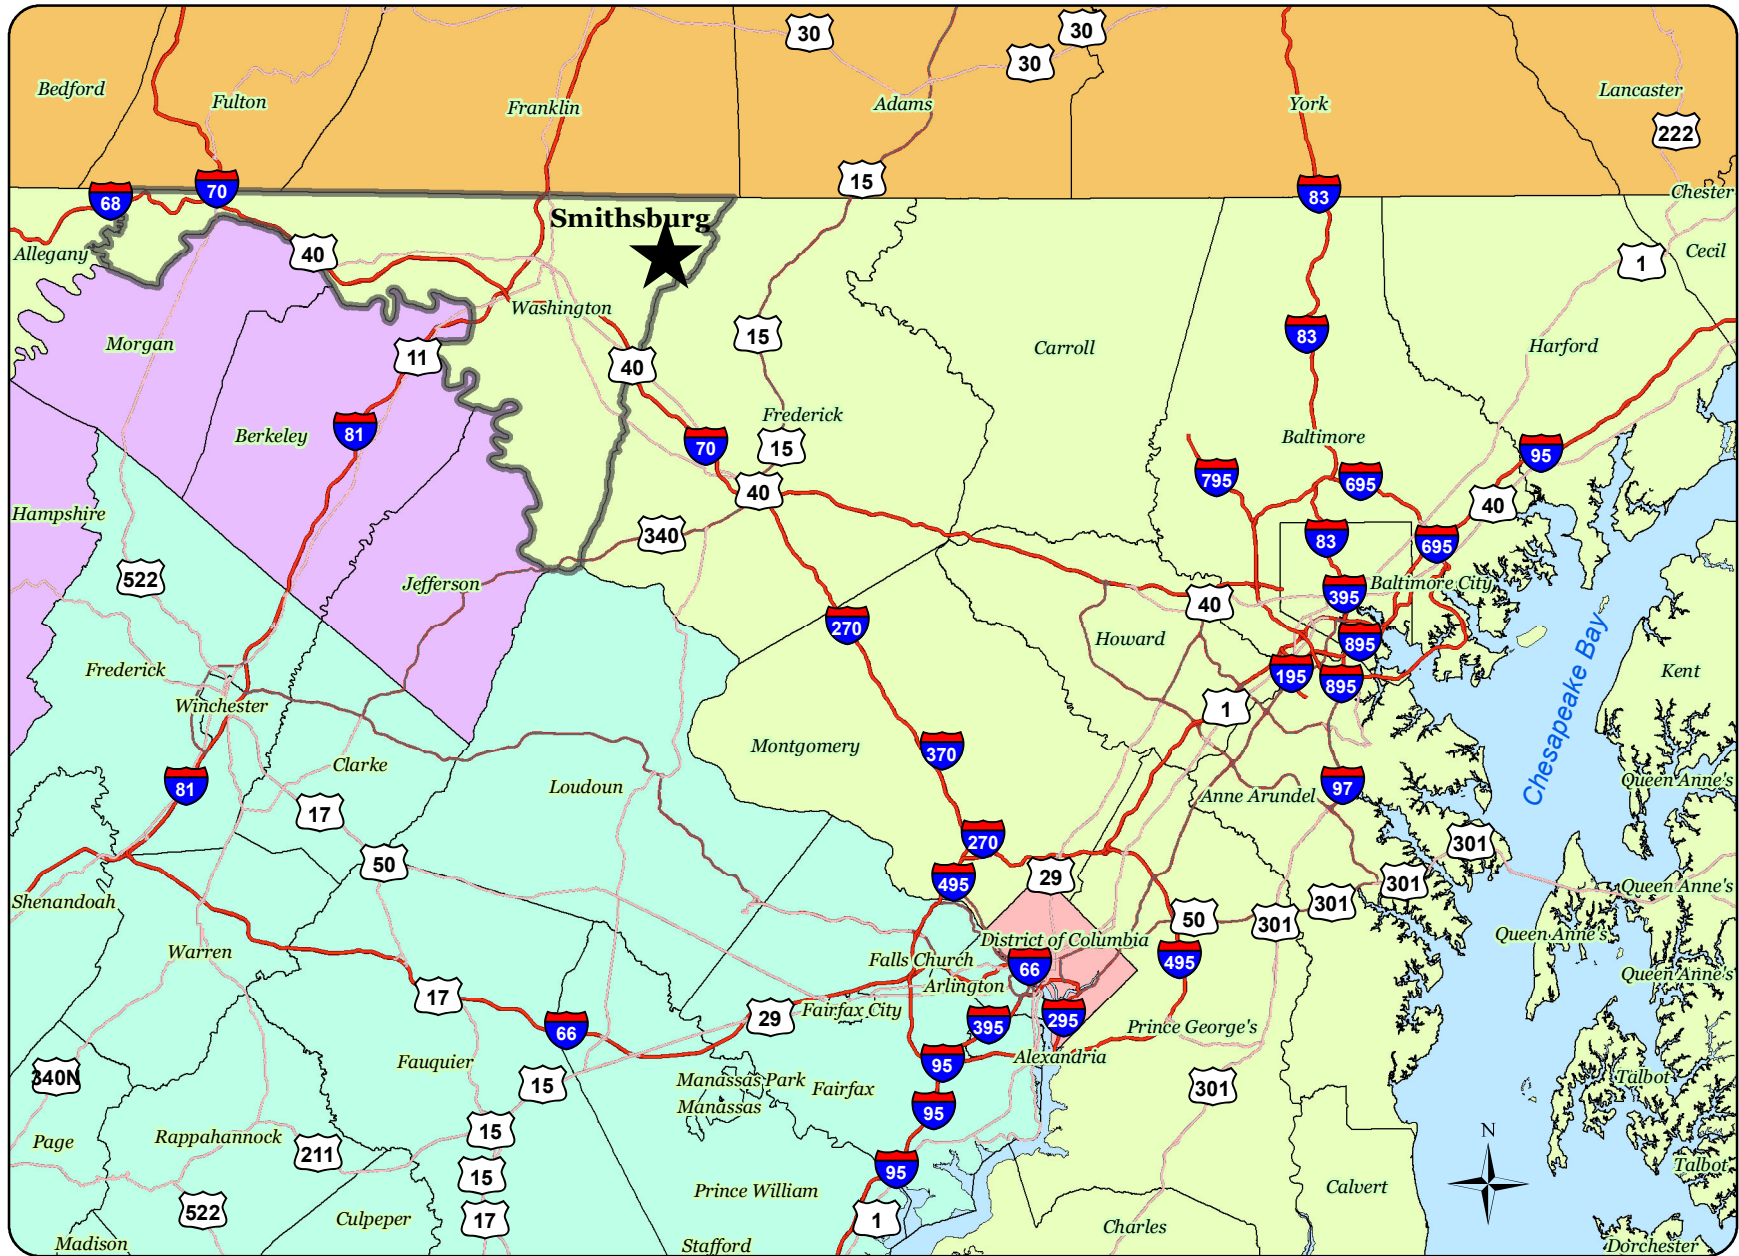 30
30
30
Bedford
Fulton
Franklin
Adams
York
Lancaster
222
15
68
70
83
Chester
Smithsburg
Allegany
40
Cecil
1
Washington
15
83
Morgan
11
40
Carroll
Harford
Frederick
Berkeley
81
70
15
Baltimore
95
795
695
40
40
Hampshire
340
83
695
522
Jefferson
Baltimore City
395
40
270
Howard
895
Frederick
195
895
Kent
Winchester
1
Chesapeake Bay
Montgomery
370
Clarke
81
Loudoun
97
Anne Arundel
Queen Anne's
17
270
301
50
495
29
301
Queen Anne's
Shenandoah
301
50
301
Queen Anne's
District of Columbia
Warren
Falls Church
66
495
Queen Anne's
Arlington
17
29
Fairfax City
395
295
Prince George's
66
Alexandria
Fauquier
95
340N
15
Manassas Park
Fairfax
301
Talbot
Manassas
95
15
N
Page
Rappahannock
211
95
Talbot
15
Prince William
Calvert
522
Culpeper
17
1
Charles
Madison
Stafford
Dorchester